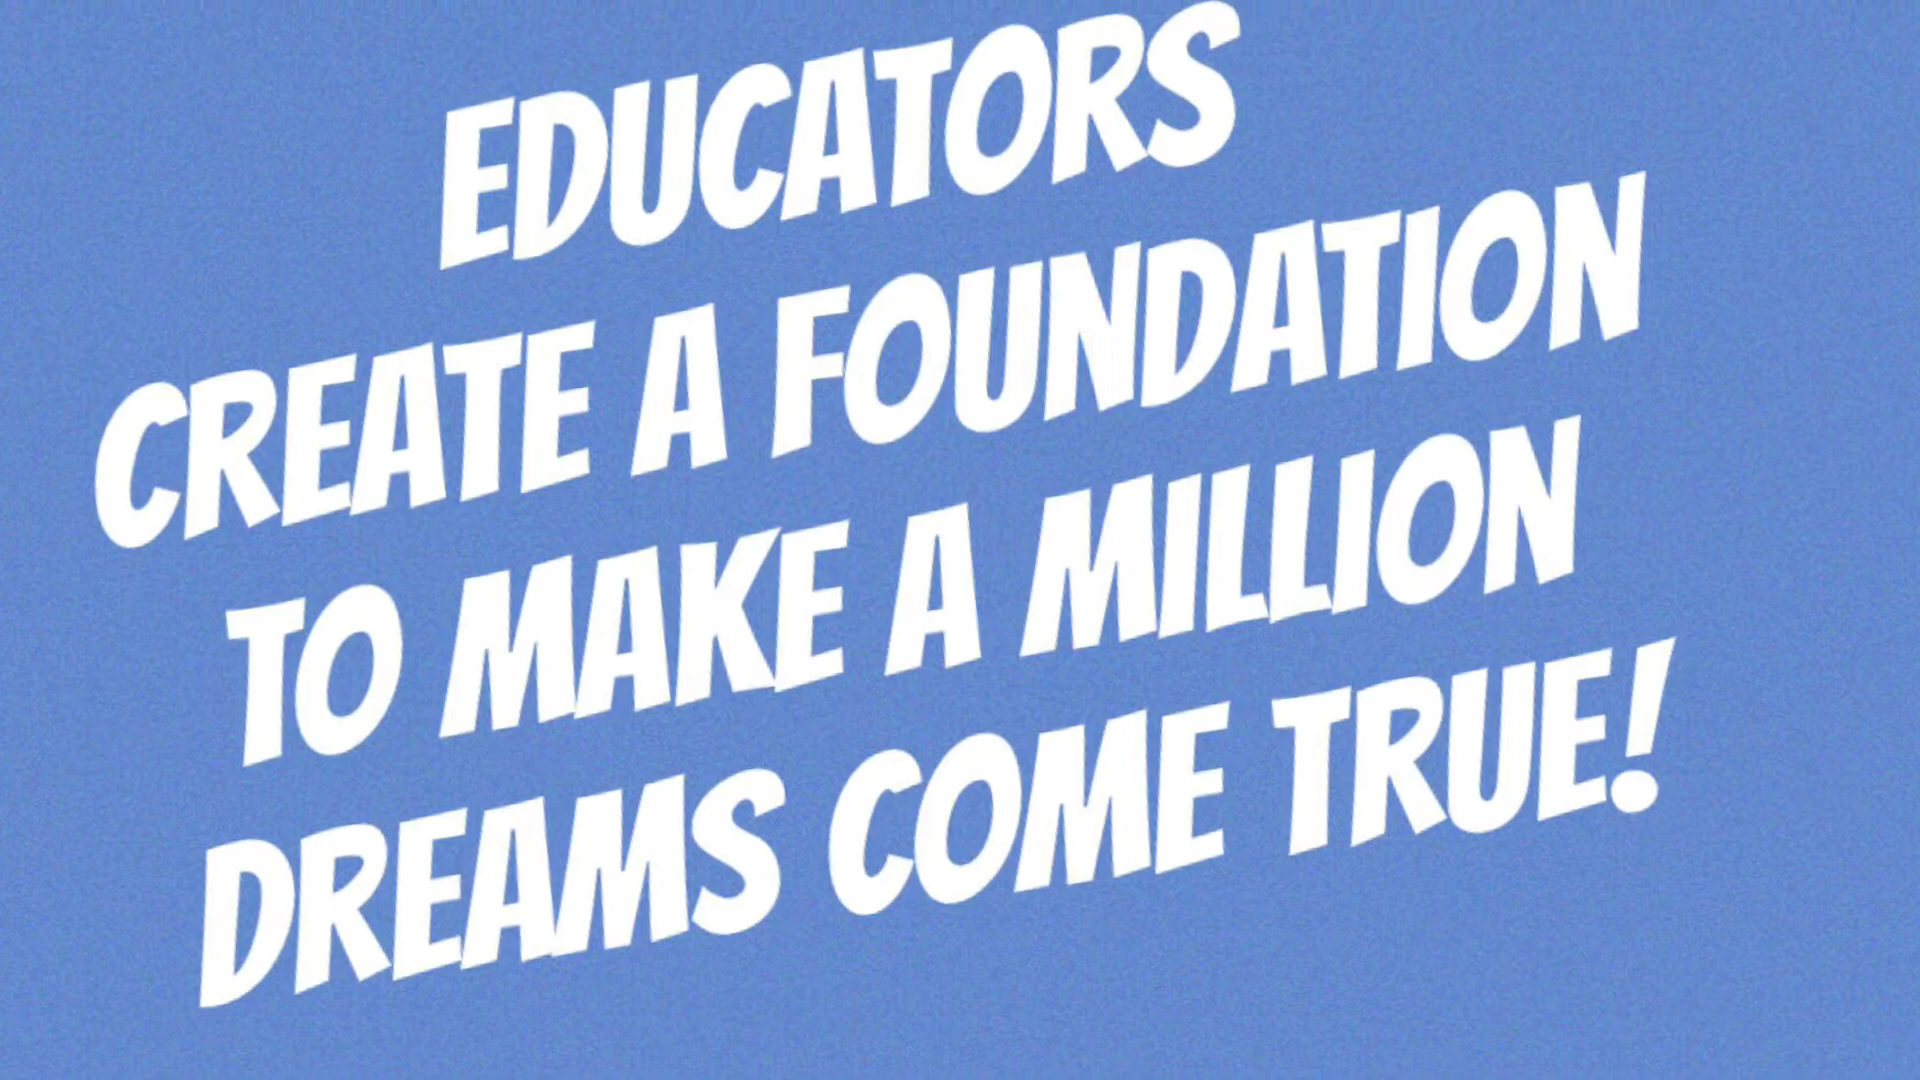 EDUCATORS
CREATE A FOUNDATION
TO MAKE A MILLION
DREAMS COME TRUE!